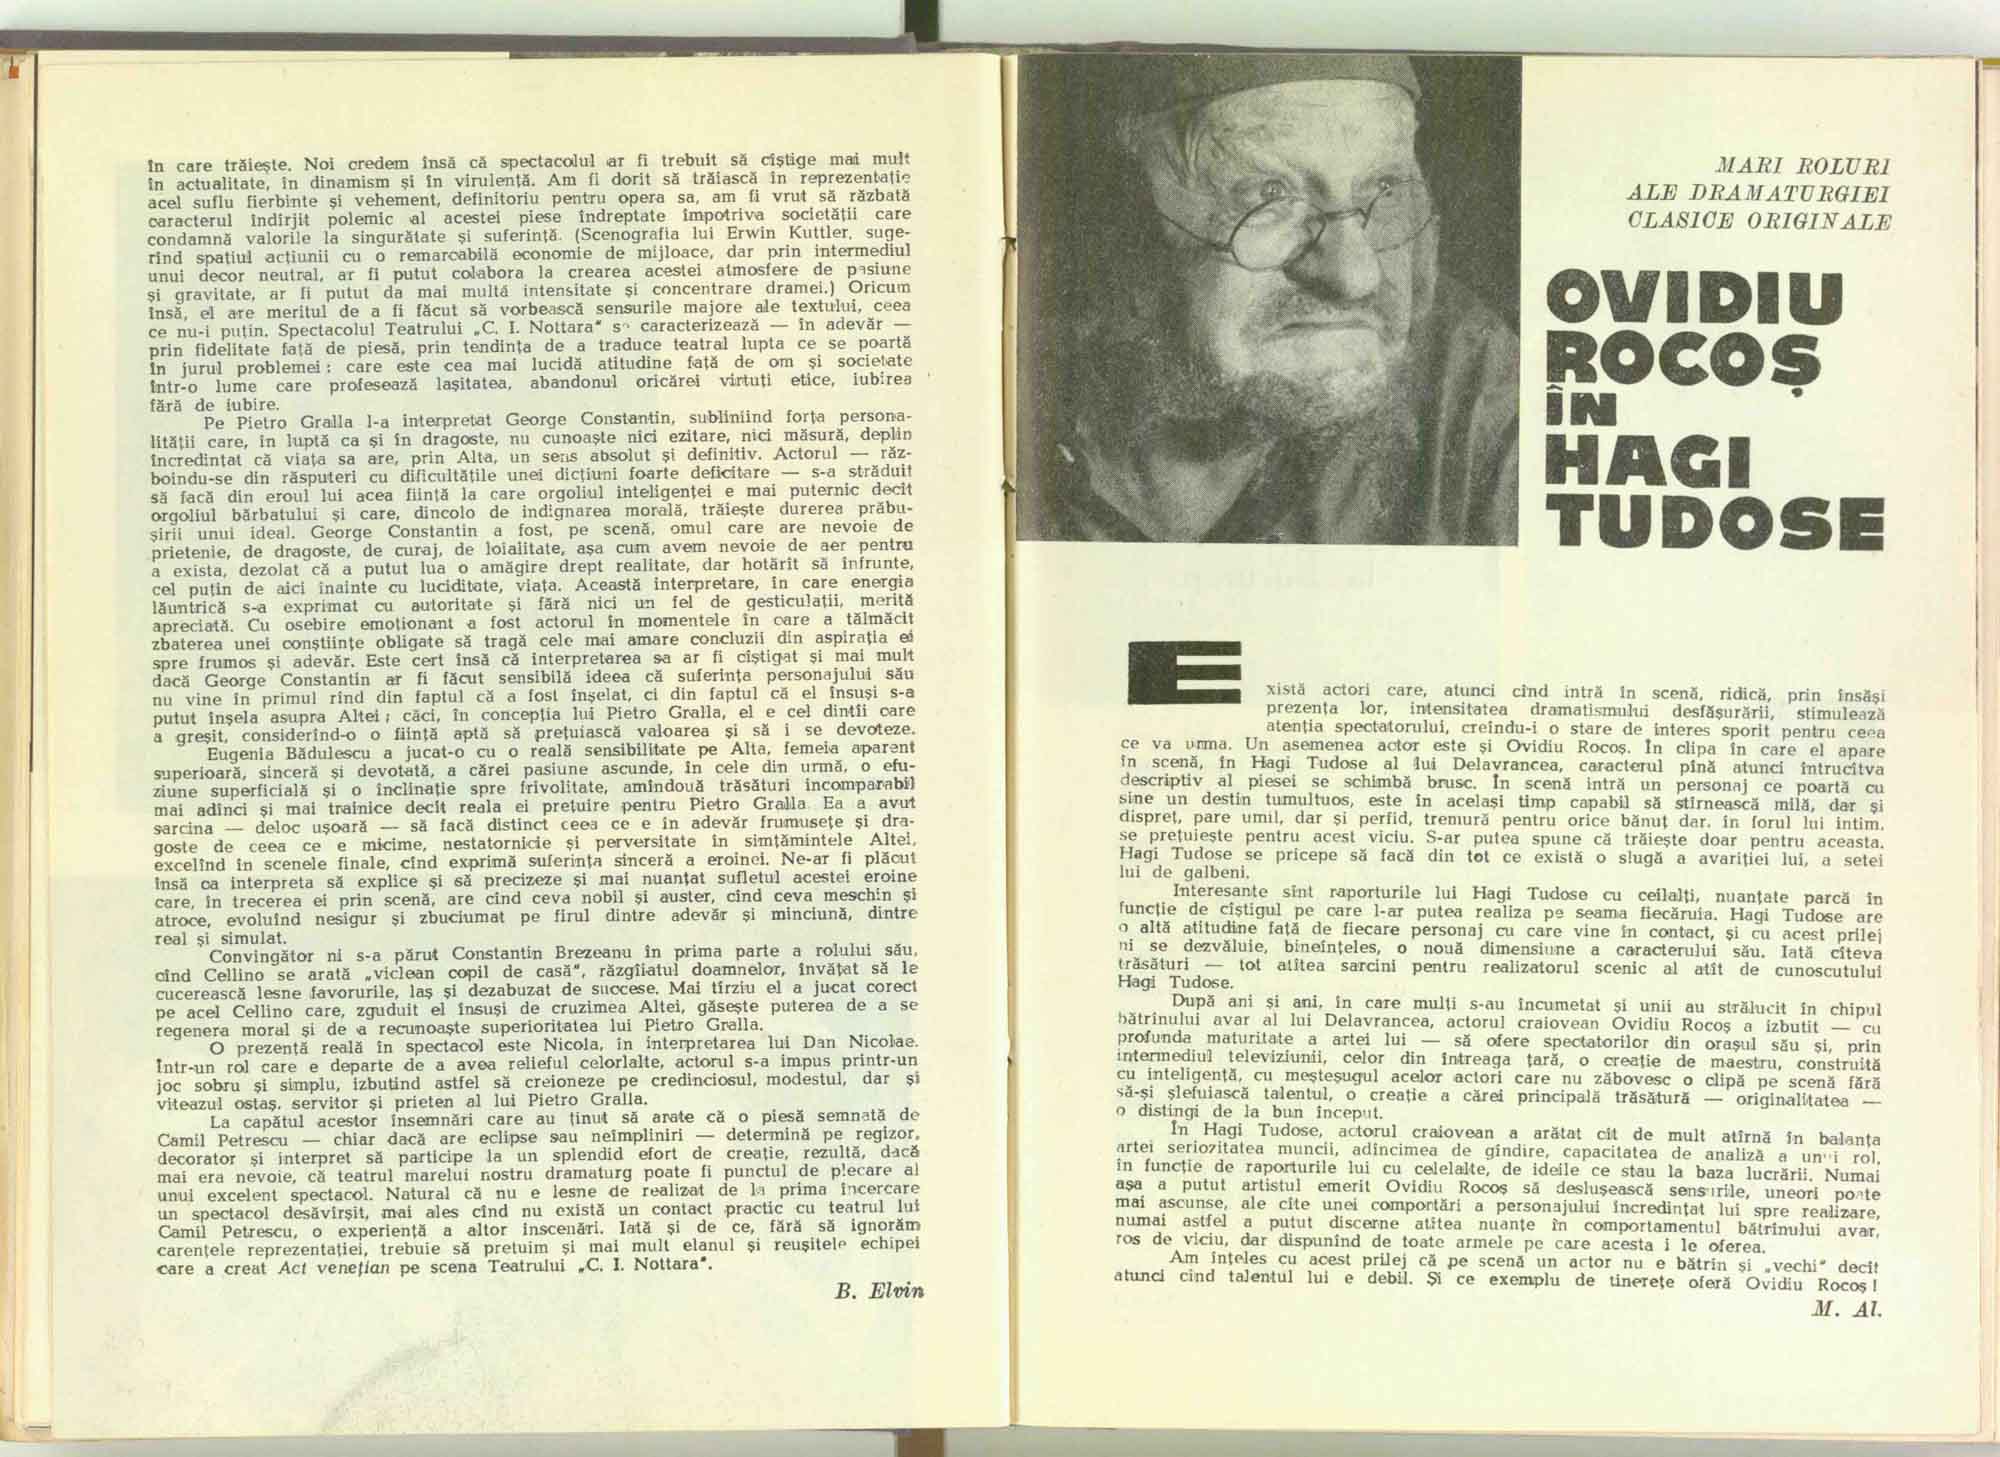 în care trăiește. Noi credem însă că spectacolul ar fi trebuit să cîștige mai mult
în actualitate, în dinamism și în virulență. Am fi dorit să trăiască în reprezentație
acel suflu fierbinte și vehement, definitoriu pentru opera sa, am fi vrut să răzbată
caracterul îndîrjit polemic al acestei piese îndreptate împotriva societății care
condamnă valorile la singurătate și suferință. (Scenografia lui Erwin Kuttler, suge-
rînd spațiul acțiunii cu o remarcabilă economie de mijloace, dar prin intermediul
unui decor neutral, ar fi putut colabora la crearea acestei atmosfere de pasiune
și gravitate, ar fi putut da mai multă intensitate și concentrare dramei.) Oricum
însă, el are meritul de a fi făcut să vorbească sensurile majore ale textului, ceea
ce nu-i puțin. Spectacolul Teatrului „C. I. Nottara" se caracterizează — în adevăr —
prin fidelitate față de piesă, prin tendința de a traduce teatral lupta ce se poartă
în jurul problemei : care este cea mai lucidă atitudine față de om și societate
într-o lume care profesează lașitatea, abandonul oricărei virtuți etice, iubirea
fără de iubire.
Pe Pietro Gralla l-a interpretat George Constantin, subliniind forța persona-
lității care, în luptă ca și în dragoste, nu cunoaște nici ezitare, nici măsură, deplin
încredințat că viața sa are, prin Alta, un sens absolut și definitiv. Actorul — răz-
boindu-se din răsputeri cu dificultățile unei dicțiuni foarte deficitare — s-a străduit
să facă din eroul lui acea ființă la care orgoliul inteligenței e mai puternic decît
orgoliul bărbatului și care, dincolo de indignarea morală, trăiește durerea prăbu-
șirii unui ideal. George Constantin a fost, pe scenă, omul care are nevoie de
prietenie, de dragoste, de curaj, de loialitate, așa cum avem nevoie de aer pentru
a exista, dezolat că a putut lua o amăgire drept realitate, dar hotărît să înfrunte,
cel puțin de aici înainte cu luciditate, viața. Această interpretare, în care energia
lăuntrică s-a exprimat cu autoritate și fără nici un fel de gesticulații, merită
apreciată. Cu osebire emoționant a fost actorul în momentele în care a tălmăcit
zbaterea unei conștiințe obligate să tragă cele mai amare concluzii din aspirația ei
spre frumos și adevăr. Este cert însă că interpretarea sa ar fi cîștigat și mai mult
dacă George Constantin ar fi făcut sensibilă ideea că suferința personajului său
nu vine în primul rînd din faptul că a fost înșelat, ci din faptul că el însuși s-a
putut înșela asupra Altei ; căci, în concepția lui Pietro Gralla, el e cel dintîi care
a greșit, considerînd-o o ființă aptă să prețuiască valoarea și să i se devoteze.
Eugenia Bădulescu a jucat-o cu o reală sensibilitate pe Alta, femeia aparent
superioară, sinceră și devotată, a cărei pasiune ascunde, în cele din urmă, o efu-
ziune superficială și o înclinație spre frivolitate, amîndouă trăsături incomparabil
mai adînci și mai trainice decît reala ei prețuire pentru Pietro Gralla. Ea a avut
sarcina — deloc ușoară — să facă distinct ceea ce e în adevăr frumusețe și dra-
goste de ceea ce e micime, nestatornicie și perversitate în simțămintele Altei,
excelînd în scenele finale, cînd exprimă suferința sinceră a eroinei. Ne-ar fi plăcut
însă ca interpreta să explice și să precizeze și mai nuanțat sufletul acestei eroine
care, în trecerea ei prin scenă, are cînd ceva nobil și auster, cînd ceva meschin și
atroce, evoluînd nesigur și zbuciumat pe firul dintre adevăr și minciună, dintre
real și simulat.
Convingător ni s-a părut Constantin Brezeanu în prima parte a rolului său,
cînd Cellino se arată „viclean copil de casă", răzgîiatul doamnelor, învățat să le
cucerească lesne favorurile, laș și dezabuzat de succese. Mai tîrziu el a jucat corect
pe acel Cellino care, zguduit el însuși de cruzimea Altei, găsește puterea de a se
regenera moral și de a recunoaște superioritatea lui Pietro Gralla.
O prezență reală în spectacol este Nicola, în interpretarea lui Dan Nicolae.
Într-un rol care e departe de a avea relieful celorlalte, actorul s-a impus printr-un
joc sobru și simplu, izbutind astfel să creioneze pe credinciosul, modestul, dar și
viteazul ostaș, servitor și prieten al lui Pietro Gralla.
La capătul acestor însemnări care au ținut să arate că o piesă semnată de
Camil Petrescu — chiar dacă are eclipse sau neîmpliniri — determină pe regizor,
decorator și interpret să participe la un splendid efort de creație, rezultă, dacă
mai era nevoie, că teatrul marelui nostru dramaturg poate fi punctul de plecare al
unui excelent spectacol. Natural că nu e lesne de realizat de la prima încercare
un spectacol desăvîrșit, mai ales cînd nu există un contact practic cu teatrul lui
Camil Petrescu, o experiență a altor înscenări. Iată și de ce, fără să ignorăm
carențele reprezentației, trebuie să prețuim și mai mult elanul și reușitele echipei
care a creat Act venețian pe scena Teatrului „C. I. Nottara".
B. Elvin
MARI ROLURI
ALE DRAMATURGIEI
CLASICE ORIGINALE
OVIDIU
ROCOȘ
ÎN
HAGI
TUDOSE
Există actori care, atunci cînd intră în scenă, ridică, prin însăși
prezența lor, intensitatea dramatismului desfășurării, stimulează
atenția spectatorului, creîndu-i o stare de interes sporit pentru ceea
ce va urma. Un asemenea actor este și Ovidiu Rocoș. În clipa în care el apare
în scenă, în Hagi Tudose al lui Delavrancea, caracterul pînă atunci întrucîtva
descriptiv al piesei se schimbă brusc. În scenă intră un personaj ce poartă cu
sine un destin tumultuos, este în același timp capabil să stîrnească milă, dar și
dispreț, pare umil, dar și perfid, tremură pentru orice bănuț dar, în forul lui intim,
se prețuiește pentru acest viciu. S-ar putea spune că trăiește doar pentru aceasta.
Hagi Tudose se pricepe să facă din tot ce există o slugă a avariției lui, a setei
lui de galbeni.
Interesante sînt raporturile lui Hagi Tudose cu ceilalți, nuanțate parcă în
funcție de cîștigul pe care l-ar putea realiza pe seama fiecăruia. Hagi Tudose are
o altă atitudine față de fiecare personaj cu care vine în contact, și cu acest prilej
ni se dezvăluie, bineînțeles, o nouă dimensiune a caracterului său. Iată cîteva
trăsături — tot atîtea sarcini pentru realizatorul scenic al atît de cunoscutului
Hagi Tudose.
După ani și ani, în care mulți s-au încumetat și unii au strălucit în chipul
bătrînului avar al lui Delavrancea, actorul craiovean Ovidiu Rocoș a izbutit — cu
profunda maturitate a artei lui — să ofere spectatorilor din orașul său și, prin
intermediul televiziunii, celor din întreaga țară, o creație de maestru, construită
cu inteligență, cu meșteșugul acelor actori care nu zăbovesc o clipă pe scenă fără
să-și șlefuiască talentul, o creație a cărei principală trăsătură — originalitatea —
o distingi de la bun început.
În Hagi Tudose, actorul craiovean a arătat cît de mult atîrnă în balanța
artei seriozitatea muncii, adîncimea de gîndire, capacitatea de analiză a unui rol,
în funcție de raporturile lui cu celelalte, de ideile ce stau la baza lucrării. Numai
așa a putut artistul emerit Ovidiu Rocoș să deslușească sensurile, uneori poate
mai ascunse, ale cîte unei comportări a personajului încredințat lui spre realizare,
numai astfel a putut discerne atîtea nuanțe în comportamentul bătrînului avar,
ros de viciu, dar dispunînd de toate armele pe care acesta i le oferea.
Am înțeles cu acest prilej că pe scenă un actor nu e bătrîn și „vechi" decît
atunci cînd talentul lui e debil. Și ce exemplu de tinerețe oferă Ovidiu Rocoș !
M. Al.